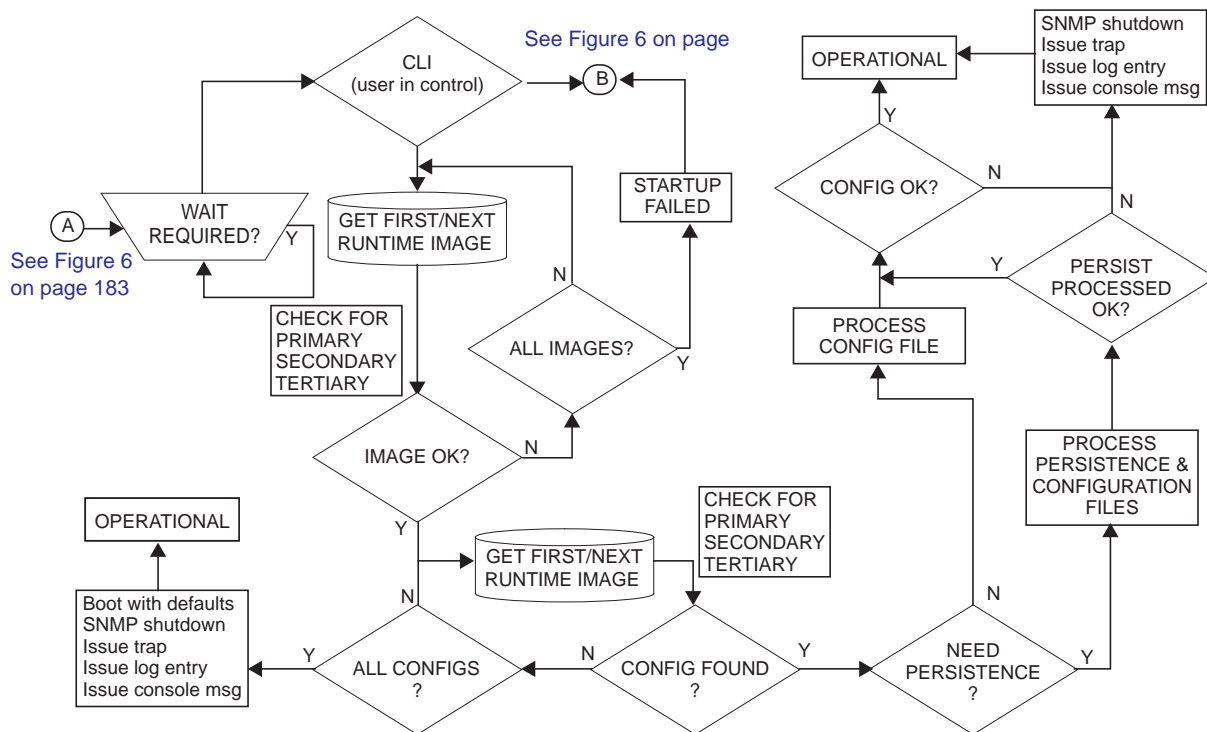 See Figure 6 on page
CLI
(user in control)
B
A
WAIT
REQUIRED?
Y
See Figure 6
on page 183
GET FIRST/NEXT
RUNTIME IMAGE
CHECK FOR
PRIMARY
SECONDARY
TERTIARY
N
ALL IMAGES?
Y
STARTUP
FAILED
IMAGE OK?
N
Y
OPERATIONAL
SNMP shutdown
Issue trap
Issue log entry
Issue console msg
Y
CONFIG OK?
N
N
PERSIST
PROCESSED
OK?
Y
PROCESS
CONFIG FILE
PROCESS
PERSISTENCE &
CONFIGURATION
FILES
OPERATIONAL
GET FIRST/NEXT
RUNTIME IMAGE
CHECK FOR
PRIMARY
SECONDARY
TERTIARY
Boot with defaults
SNMP shutdown
Issue trap
Issue log entry
Issue console msg
Y
N
ALL CONFIGS
?
N
CONFIG FOUND
?
Y
N
NEED
PERSISTENCE
?
Y